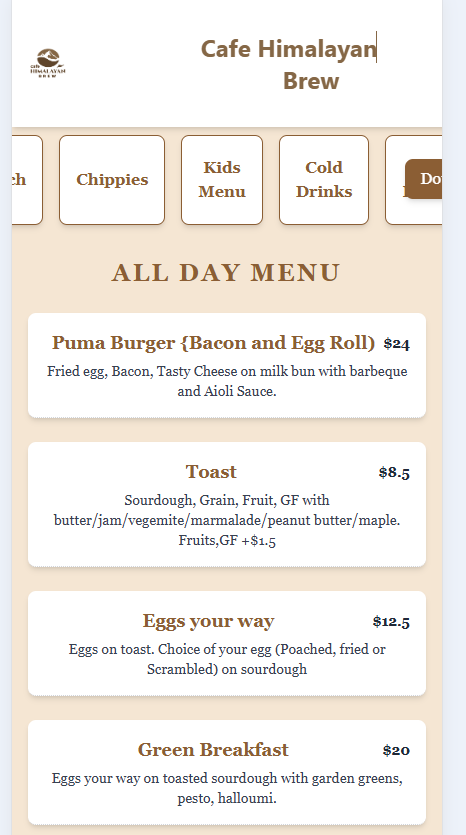 Cafe Himalayan
Brew
cafe
HIMALAYAN
BREW
ch
Chippies
Kids
Menu
Cold
Drinks
Do
ALL DAY MENU
Puma Burger {Bacon and Egg Roll) $24
Fried egg, Bacon, Tasty Cheese on milk bun with barbeque
and Aioli Sauce.
Toast $8.5
Sourdough, Grain, Fruit, GF with
butter/jam/vegemite/marmalade/peanut butter/maple.
Fruits,GF +$1.5
Eggs your way $12.5
Eggs on toast. Choice of your egg (Poached, fried or
Scrambled) on sourdough
Green Breakfast $20
Eggs your way on toasted sourdough with garden greens,
pesto, halloumi.